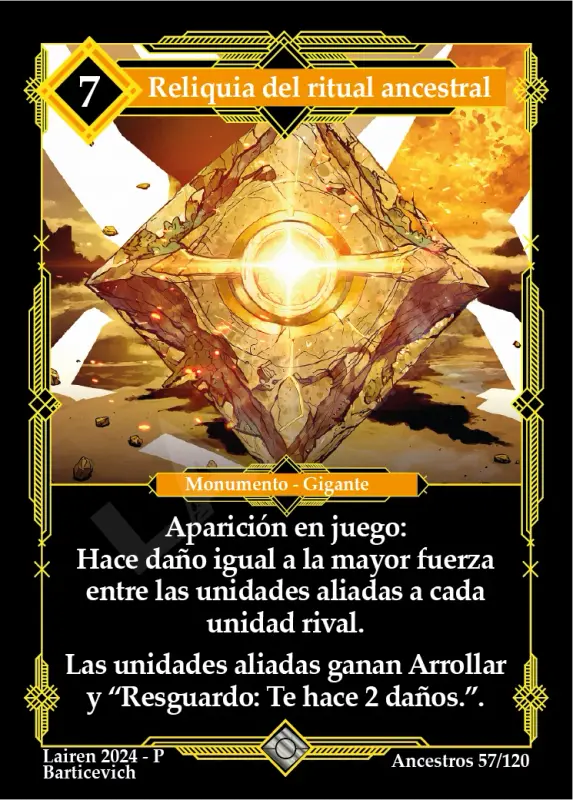 7
Reliquia del ritual ancestral
Monumento - Gigante
Aparición en juego:
Hace daño igual a la mayor fuerza
entre las unidades aliadas a cada
unidad rival.
Las unidades aliadas ganan Arrollar
y “Resguardo: Te hace 2 daños.”.
Lairen 2024 - P
Barticevich
Ancestros 57/120